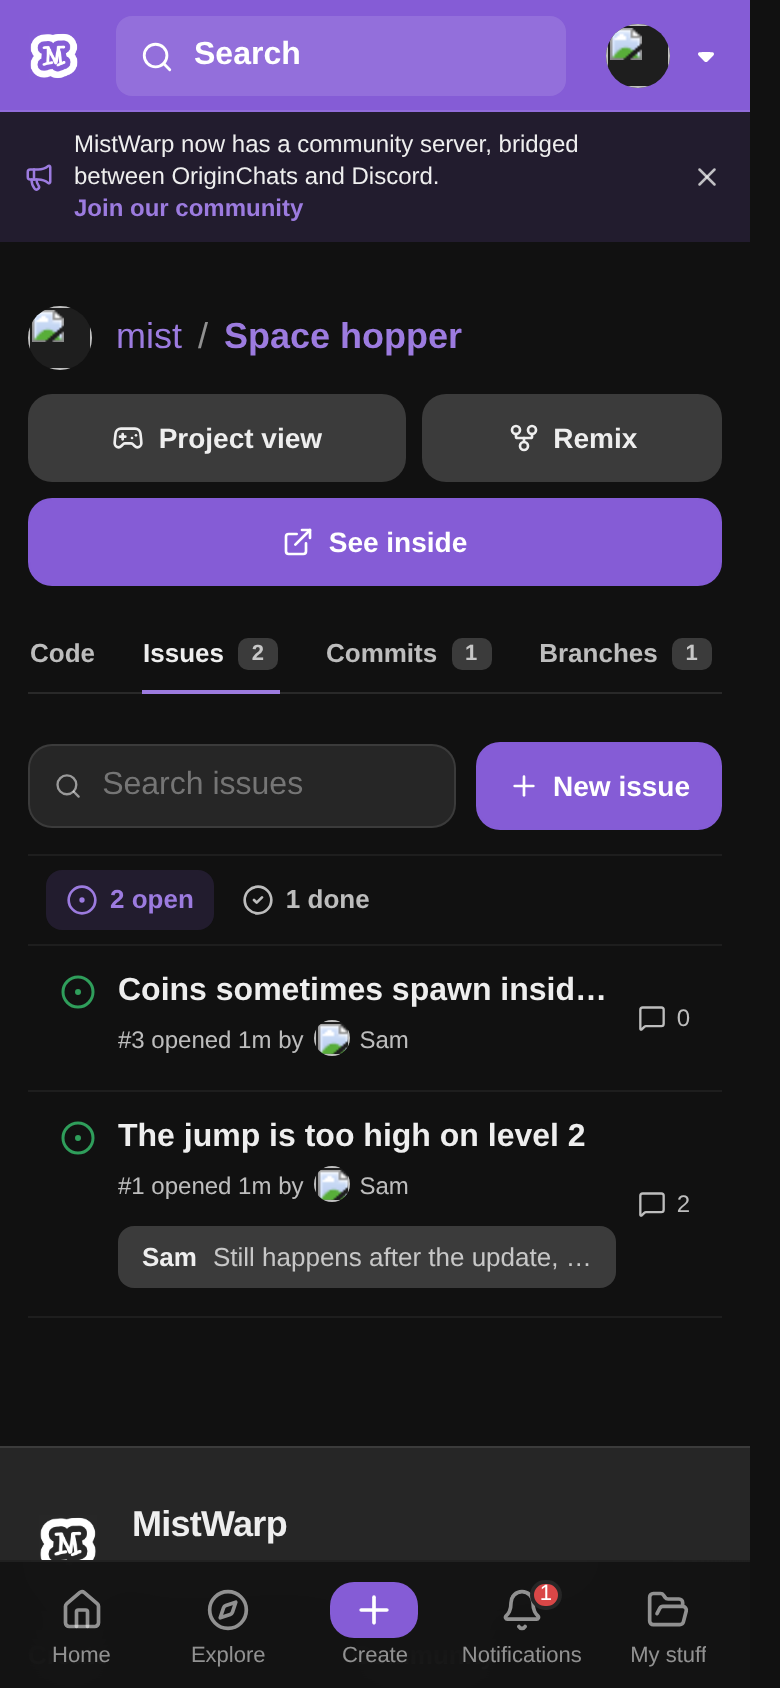 Search
MistWarp now has a community server, bridged
between OriginChats and Discord.
Join our community
mist / Space hopper
Project view
Remix
See inside
Code Issues 2 Commits 1 Branches 1
Search issues
New issue
2 open 1 done
Coins sometimes spawn insid…
#3 opened 1m by Sam
0
The jump is too high on level 2
#1 opened 1m by Sam
2
Sam Still happens after the update, …
MistWarp
1
Home Explore Create Notifications My stuff